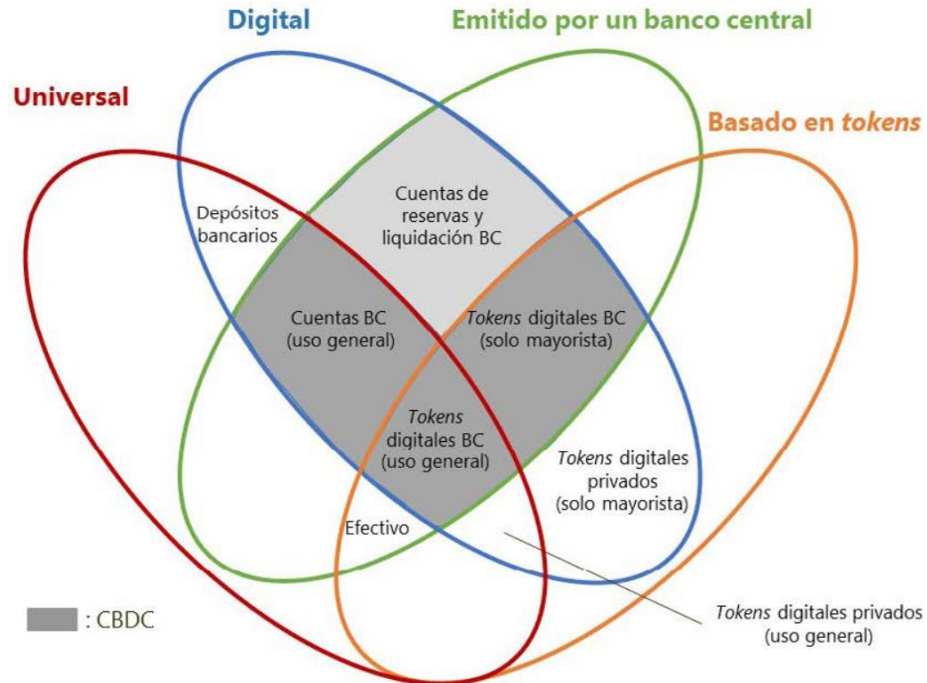 Digital
Emitido por un banco central
Universal
Basado en tokens
Depósitos
bancarios
Cuentas de
reservas y
liquidación BC
Cuentas BC
(uso general)
Tokens digitales BC
(solo mayorista)
Tokens
digitales BC
(uso general)
Tokens digitales
privados
(solo mayorista)
Efectivo
Tokens digitales privados
(uso general)
: CBDC